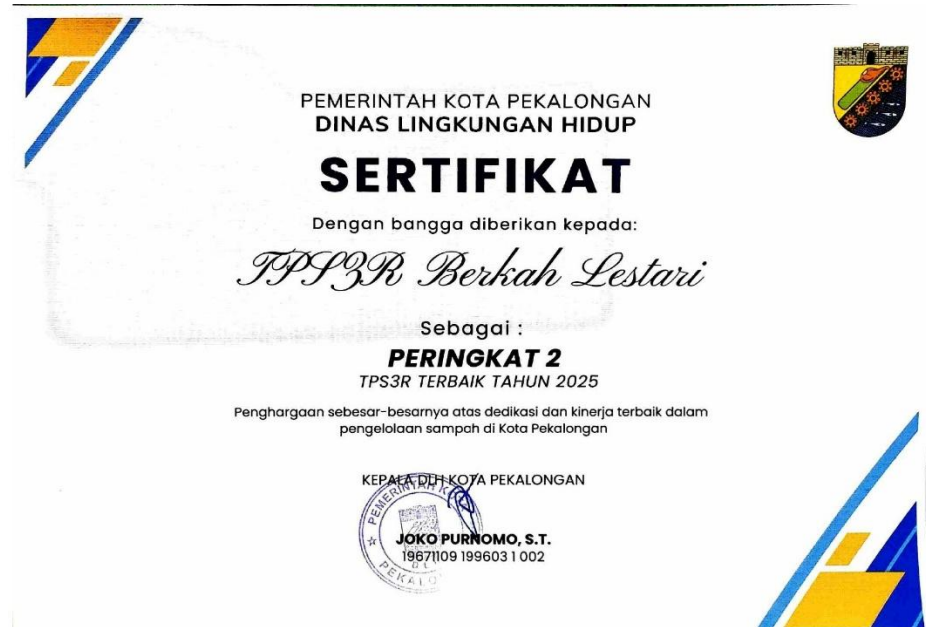 PEMERINTAH KOTA PEKALONGAN
DINAS LINGKUNGAN HIDUP
SERTIFIKAT
Dengan bangga diberikan kepada:
TPS3R Berkah Lestari
Sebagai :
PERINGKAT 2
TPS3R TERBAIK TAHUN 2025
Penghargaan sebesar-besarnya atas dedikasi dan kinerja terbaik dalam
pengelolaan sampah di Kota Pekalongan
KEPALA DLH KOTA PEKALONGAN
JOKO PURNOMO, S.T.
19671109 199603 1 002